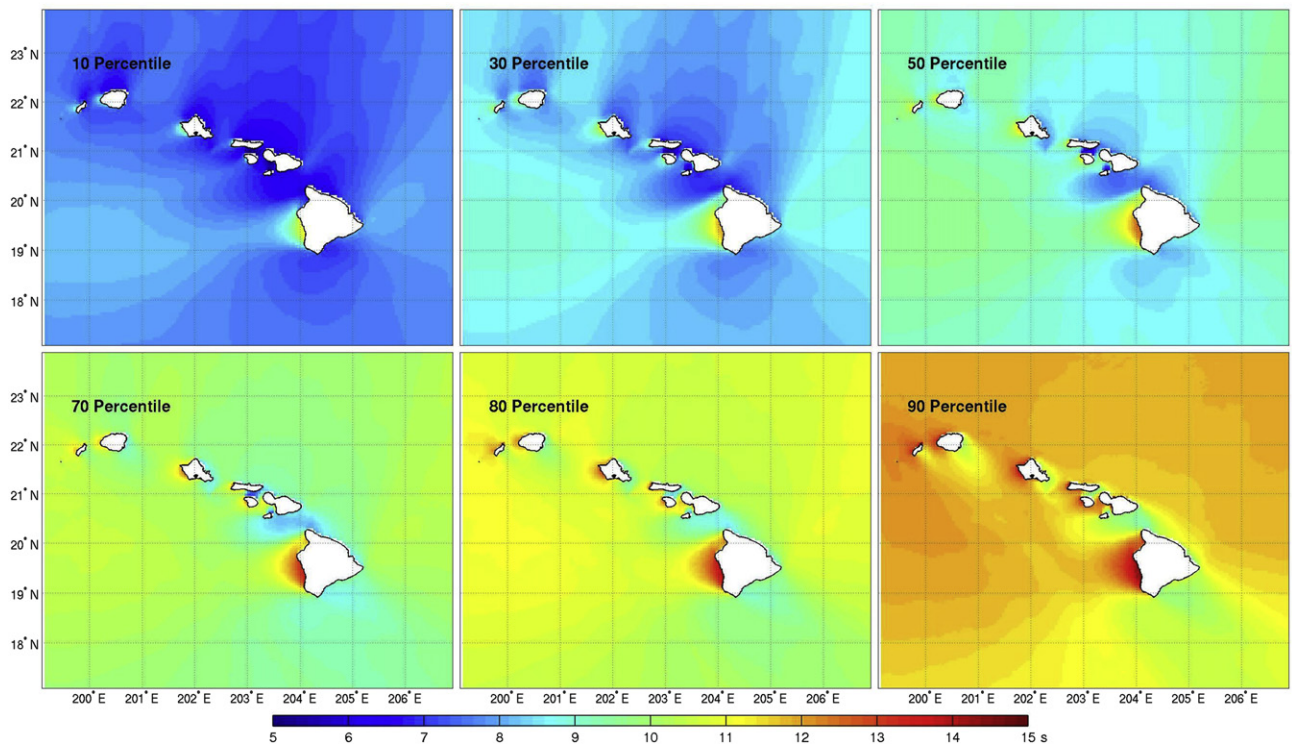 10 Percentile
30 Percentile
50 Percentile
23° N
22° N
21° N
20° N
19° N
18° N
70 Percentile
80 Percentile
90 Percentile
23° N
22° N
21° N
20° N
19° N
18° N
200° E 201° E 202° E 203° E 204° E 205° E 206° E
200° E 201° E 202° E 203° E 204° E 205° E 206° E
200° E 201° E 202° E 203° E 204° E 205° E 206° E
5 6 7 8 9 10 11 12 13 14 15 s